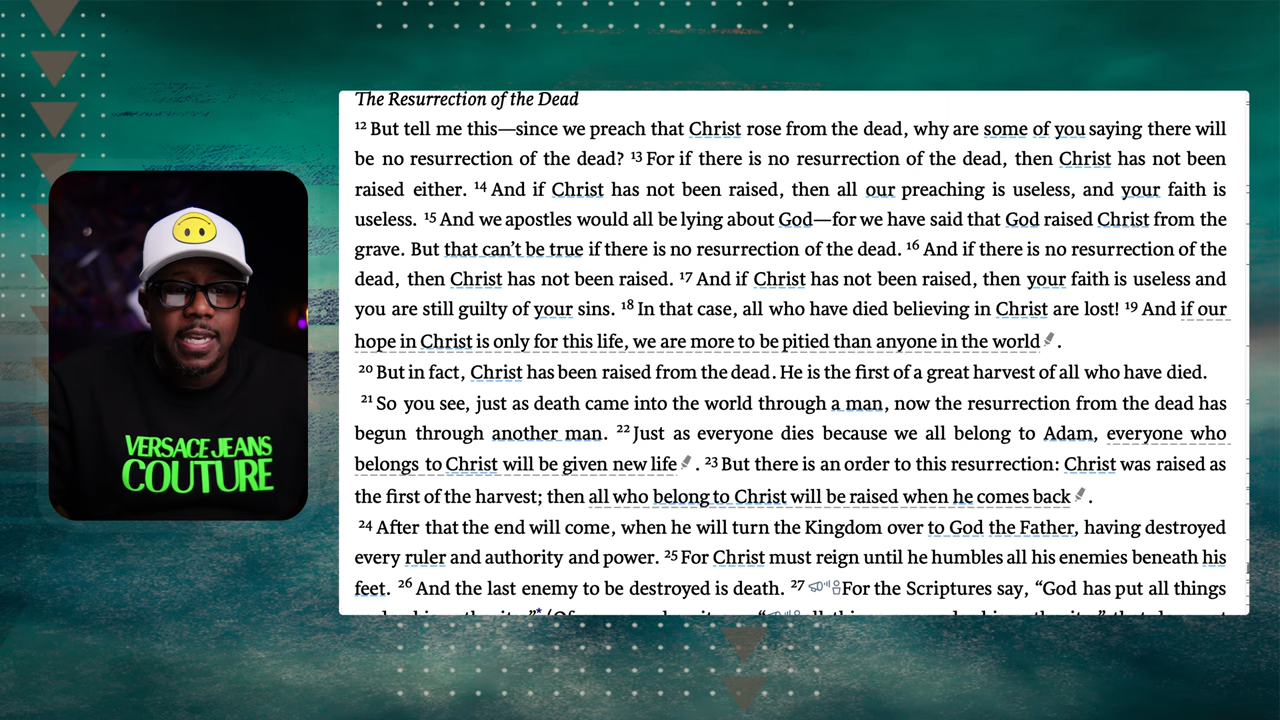 The Resurrection of the Dead
12 But tell me this—since we preach that Christ rose from the dead, why are some of you saying there will
be no resurrection of the dead? 13 For if there is no resurrection of the dead, then Christ has not been
raised either. 14 And if Christ has not been raised, then all our preaching is useless, and your faith is
useless. 15 And we apostles would all be lying about God—for we have said that God raised Christ from the
grave. But that can’t be true if there is no resurrection of the dead. 16 And if there is no resurrection of the
dead, then Christ has not been raised. 17 And if Christ has not been raised, then your faith is useless and
you are still guilty of your sins. 18 In that case, all who have died believing in Christ are lost! 19 And if our
hope in Christ is only for this life, we are more to be pitied than anyone in the world.
20 But in fact, Christ has been raised from the dead. He is the first of a great harvest of all who have died.
21 So you see, just as death came into the world through a man, now the resurrection from the dead has
begun through another man. 22 Just as everyone dies because we all belong to Adam, everyone who
belongs to Christ will be given new life. 23 But there is an order to this resurrection: Christ was raised as
the first of the harvest; then all who belong to Christ will be raised when he comes back.
24 After that the end will come, when he will turn the Kingdom over to God the Father, having destroyed
every ruler and authority and power. 25 For Christ must reign until he humbles all his enemies beneath his
feet. 26 And the last enemy to be destroyed is death. 27 For the Scriptures say, “God has put all things
VERSACE JEANS
COUTURE